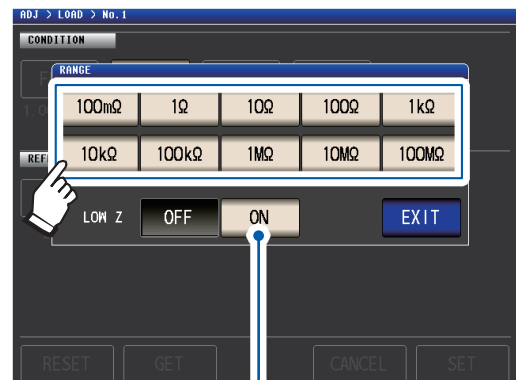 ADJ > LOAD > No.1
CONDITION
RANGE
100mΩ 1Ω 10Ω 100Ω 1kΩ
10kΩ 100kΩ 1MΩ 10MΩ 100MΩ
LOW Z OFF ON EXIT
RESET GET CANCEL SET